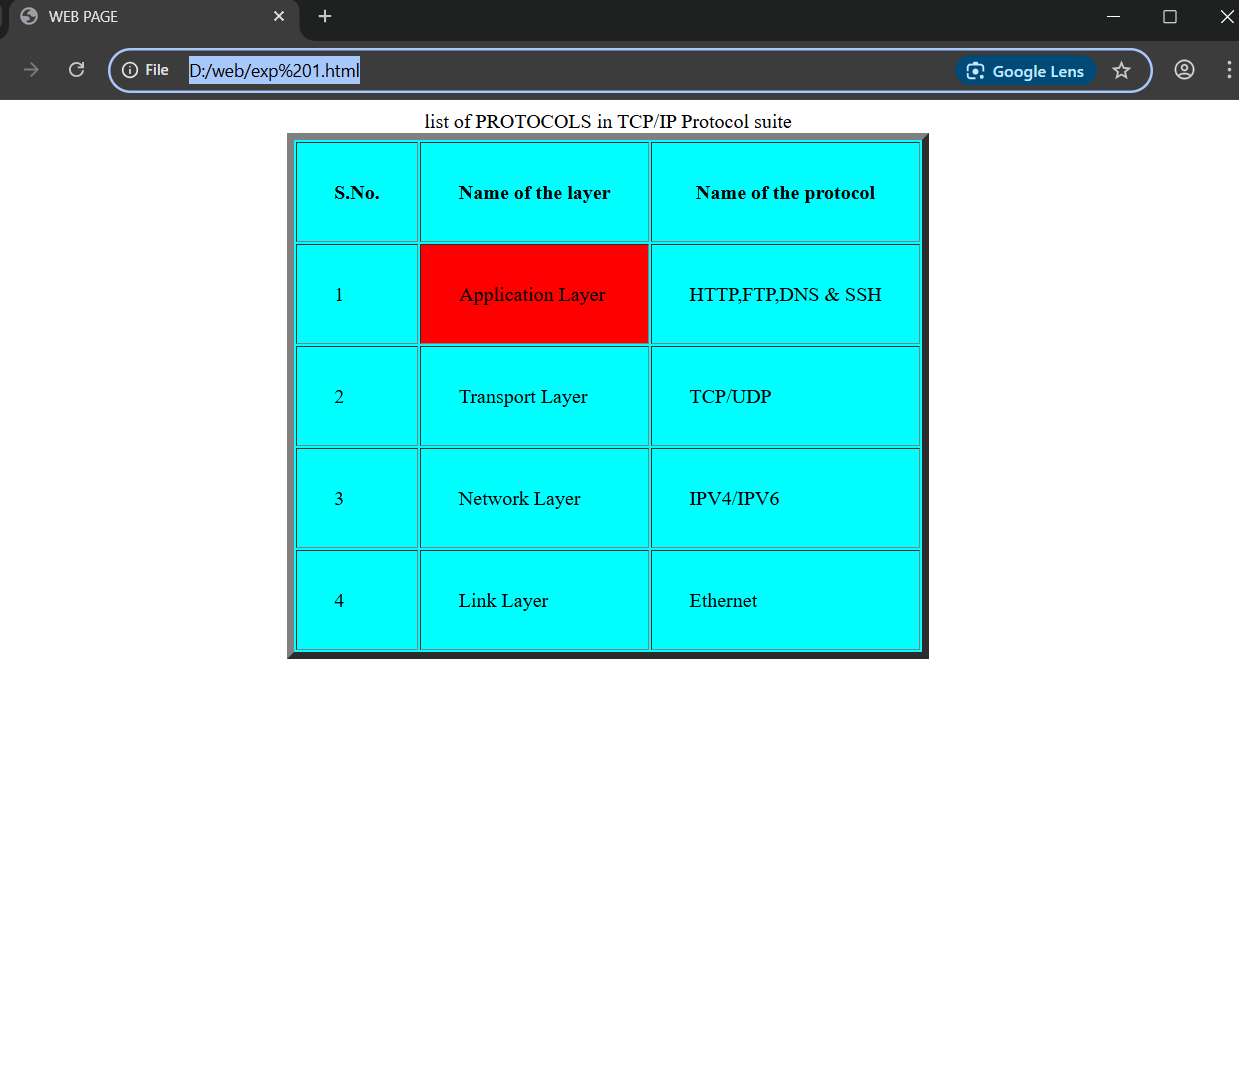 WEB PAGE
File D:/web/exp%201.html Google Lens
list of PROTOCOLS in TCP/IP Protocol suite
S.No. Name of the layer Name of the protocol
1 Application Layer HTTP,FTP,DNS & SSH
2 Transport Layer TCP/UDP
3 Network Layer IPV4/IPV6
4 Link Layer Ethernet